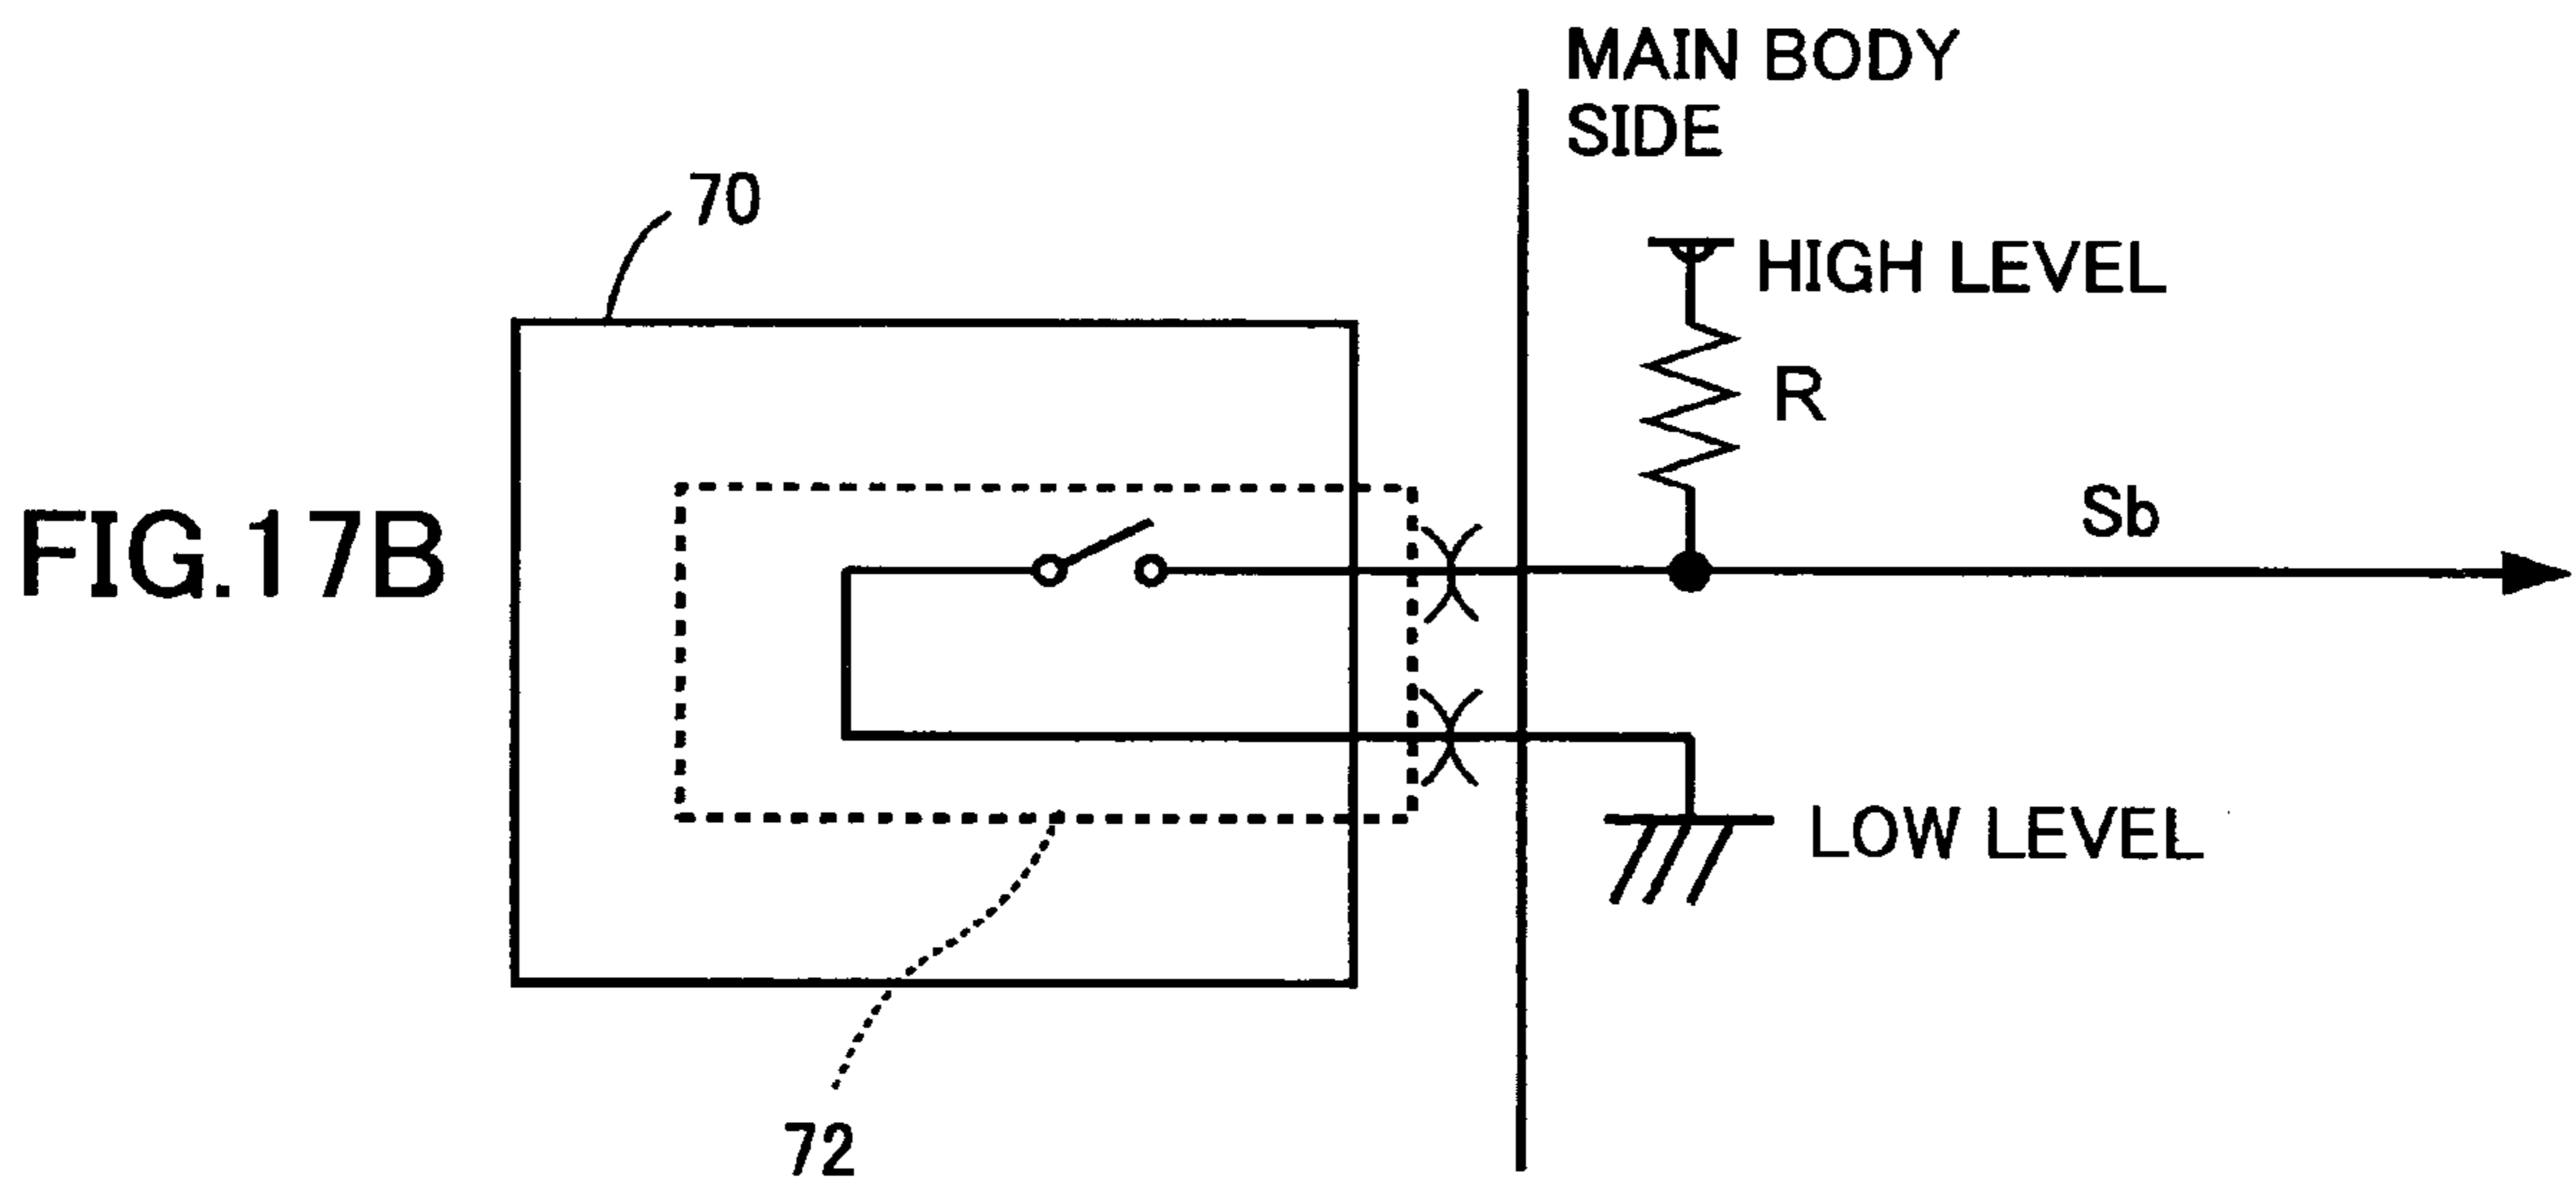 MAIN BODY
SIDE
70
HIGH LEVEL
R
FIG.17B
Sb
LOW LEVEL
72